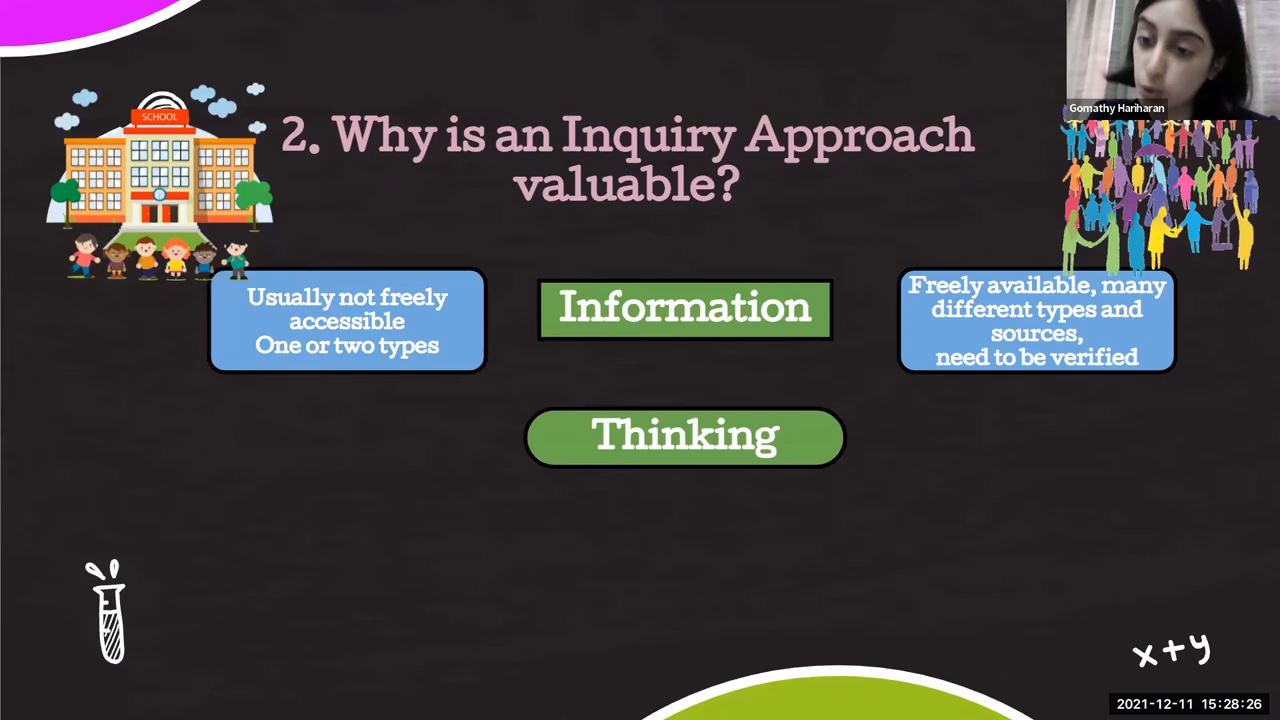 Gomathy Hariharan
SCHOOL
2. Why is an Inquiry Approach
valuable?
Usually not freely
accessible
One or two types
Information
Freely available, many
different types and
sources,
need to be verified
Thinking
x+y
2021-12-11 15:28:26